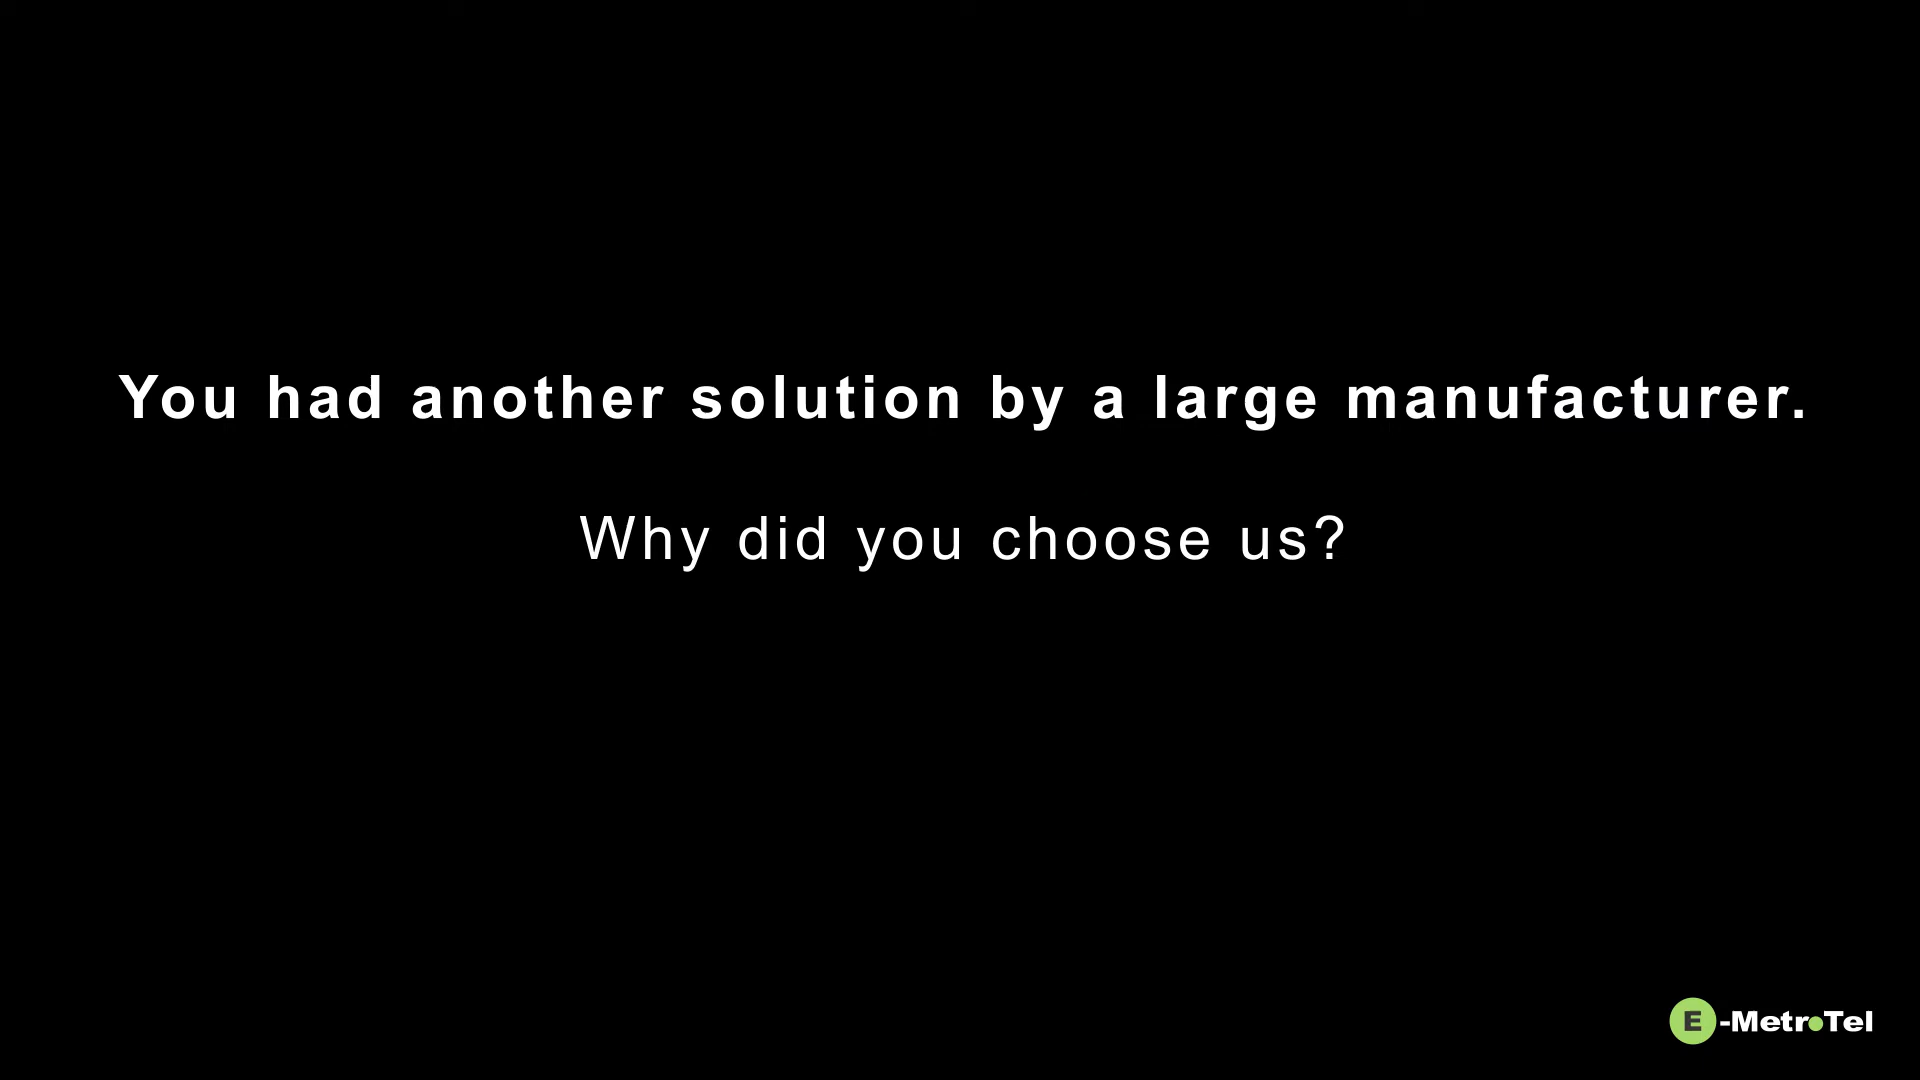 You had another solution by a large manufacturer.
Why did you choose us?
E-MetroTel